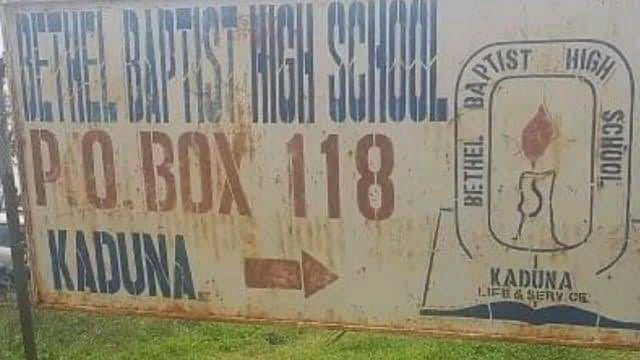 BETHEL BAPTIST HIGH SCHOOL
P.O. BOX 118
KADUNA
BETHEL BAPTIST HIGH SCHOOL
KADUNA
LIFE & SERVICE